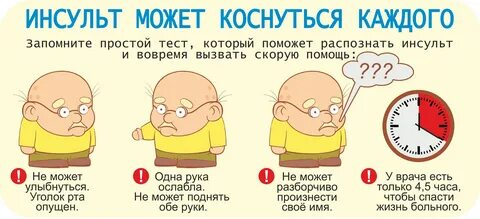 ИНСУЛЬТ МОЖЕТ КОСНУТЬСЯ КАЖДОГО
Запомните простой тест, который поможет распознать инсульт
и вовремя вызвать скорую помощь:
???
! Не может
улыбнуться.
Уголок рта
опущен.
! Одна рука
ослабла.
Не может поднять
обе руки.
! Не может
разборчиво
произнести
своё имя.
! У врача есть
только 4,5 часа,
чтобы спасти
жизнь больного.